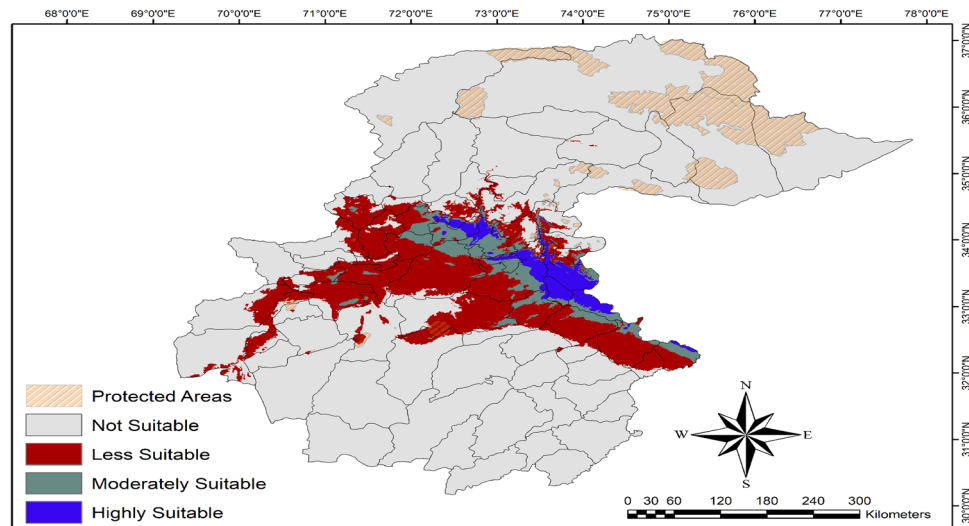 68°0'0"E 70°0'0"E 71°0'0"E 72°0'0"E 73°0'0"E 74°0'0"E 75°0'0"E 76°0'0"E 77°0'0"E 78°0'0"E
37°0'0"N
36°0'0"N
35°0'0"N
34°0'0"N
33°0'0"N
32°0'0"N
31°0'0"N
30°0'0"N
Protected Areas
Not Suitable
Less Suitable
Moderately Suitable
Highly Suitable
N
W E
S
0 30 60 120 180 240 300
Kilometers